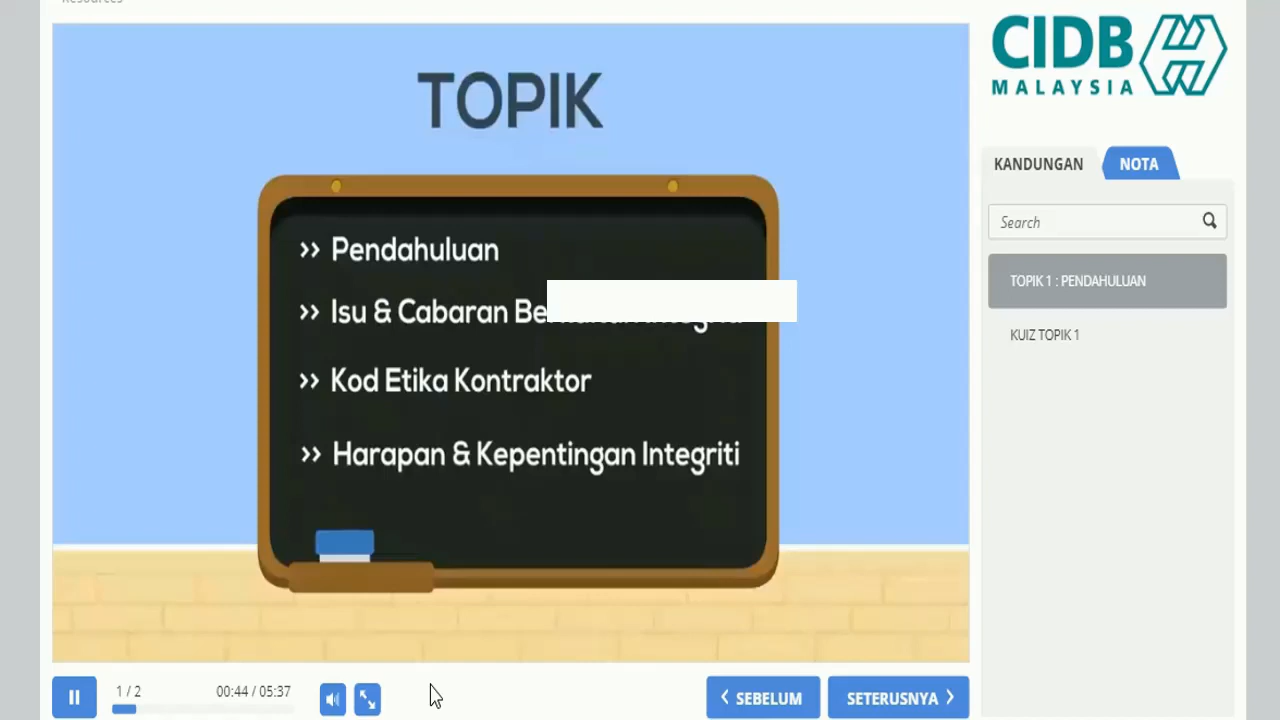 Resources
TOPIK
>> Pendahuluan
>> Isu & Cabaran
>> Kod Etika Kontraktor
>> Harapan & Kepentingan Integriti
CIDB
MALAYSIA
KANDUNGAN
NOTA
Search
TOPIK 1 : PENDAHULUAN
KUIZ TOPIK 1
1 / 2
00:44 / 05:37
SEBELUM
SETERUSNYA